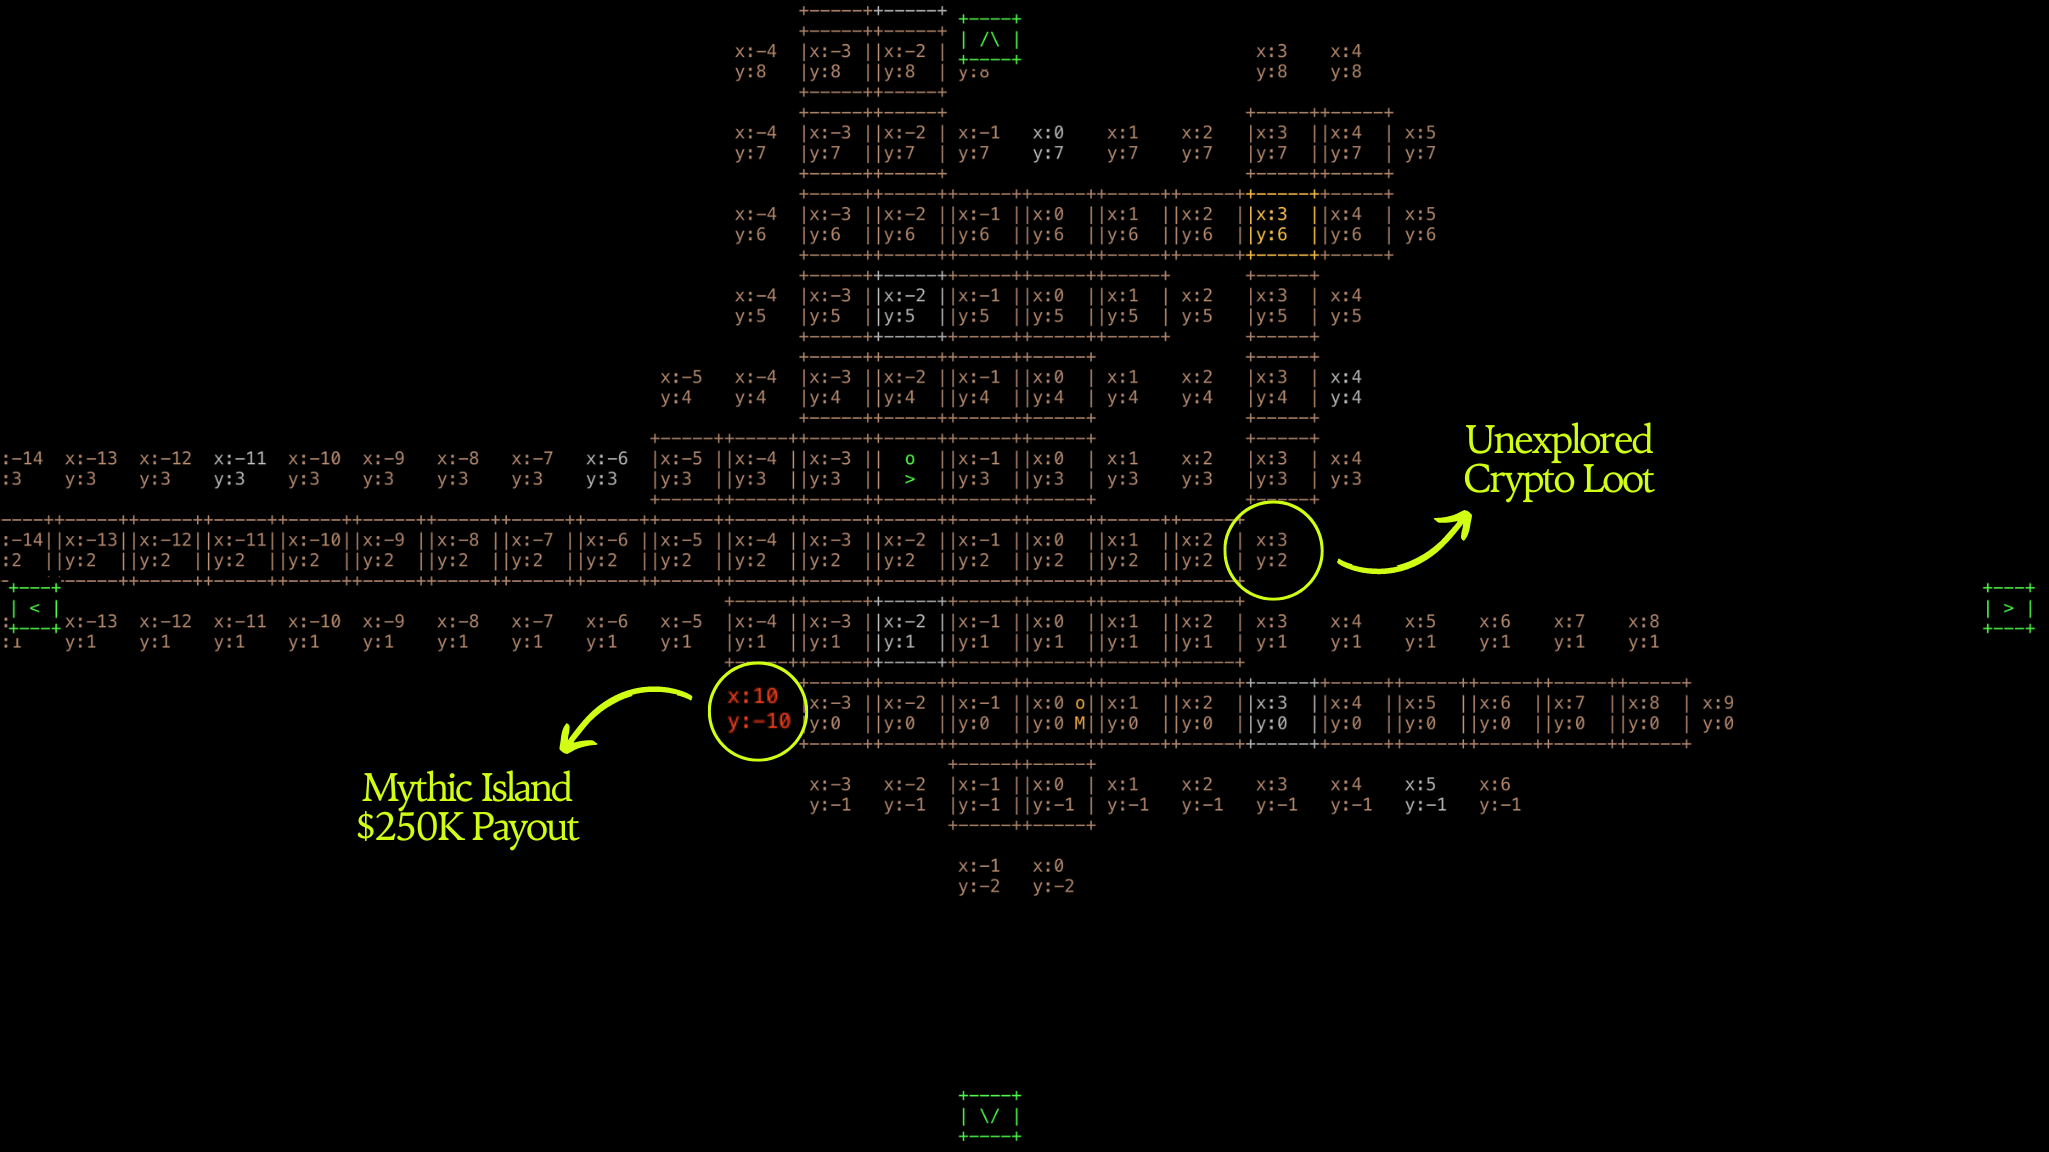 x:-4 |x:-3 ||x:-2 | | /\ | x:3 x:4
y:8 |y:8 ||y:8 | y:8 y:8
x:-4 |x:-3 ||x:-2 | x:-1 x:0 x:1 x:2 |x:3 ||x:4 | x:5
y:7 |y:7 ||y:7 | y:7 y:7 y:7 y:7 |y:7 ||y:7 | y:7
x:-4 |x:-3 ||x:-2 ||x:-1 ||x:0 ||x:1 ||x:2 ||x:3 ||x:4 | x:5
y:6 |y:6 ||y:6 ||y:6 ||y:6 ||y:6 ||y:6 ||y:6 ||y:6 | y:6
x:-4 |x:-3 ||x:-2 ||x:-1 ||x:0 ||x:1 | x:2 |x:3 | x:4
y:5 |y:5 ||y:5 ||y:5 ||y:5 ||y:5 | y:5 |y:5 | y:5
x:-5 x:-4 |x:-3 ||x:-2 ||x:-1 ||x:0 | x:1 x:2 |x:3 | x:4
y:4 y:4 |y:4 ||y:4 ||y:4 ||y:4 | y:4 y:4 |y:4 | y:4
Unexplored
Crypto Loot
:-14 x:-13 x:-12 x:-11 x:-10 x:-9 x:-8 x:-7 x:-6 |x:-5 ||x:-4 ||x:-3 || o ||x:-1 ||x:0 | x:1 x:2 |x:3 | x:4
:3 y:3 y:3 y:3 y:3 y:3 y:3 y:3 y:3 |y:3 ||y:3 ||y:3 || > ||y:3 ||y:3 | y:3 y:3 |y:3 | y:3
:-14||x:-13||x:-12||x:-11||x:-10||x:-9 ||x:-8 ||x:-7 ||x:-6 ||x:-5 ||x:-4 ||x:-3 ||x:-2 ||x:-1 ||x:0 ||x:1 ||x:2 | x:3
:2 ||y:2 ||y:2 ||y:2 ||y:2 ||y:2 ||y:2 ||y:2 ||y:2 ||y:2 ||y:2 ||y:2 ||y:2 ||y:2 ||y:2 ||y:2 ||y:2 | y:2
| < | | > |
x:-13 x:-12 x:-11 x:-10 x:-9 x:-8 x:-7 x:-6 x:-5 |x:-4 ||x:-3 ||x:-2 ||x:-1 ||x:0 ||x:1 ||x:2 | x:3 x:4 x:5 x:6 x:7 x:8
y:1 y:1 y:1 y:1 y:1 y:1 y:1 y:1 y:1 |y:1 ||y:1 ||y:1 ||y:1 ||y:1 ||y:1 ||y:1 | y:1 y:1 y:1 y:1 y:1 y:1
x:10 |x:-3 ||x:-2 ||x:-1 ||x:0 o||x:1 ||x:2 ||x:3 ||x:4 ||x:5 ||x:6 ||x:7 ||x:8 | x:9
y:-10 |y:0 ||y:0 ||y:0 ||y:0 M||y:0 ||y:0 ||y:0 ||y:0 ||y:0 ||y:0 ||y:0 ||y:0 | y:0
Mythic Island
$250K Payout
x:-3 x:-2 |x:-1 ||x:0 | x:1 x:2 x:3 x:4 x:5 x:6
y:-1 y:-1 |y:-1 ||y:-1 | y:-1 y:-1 y:-1 y:-1 y:-1 y:-1
x:-1 x:0
y:-2 y:-2
| \/ |